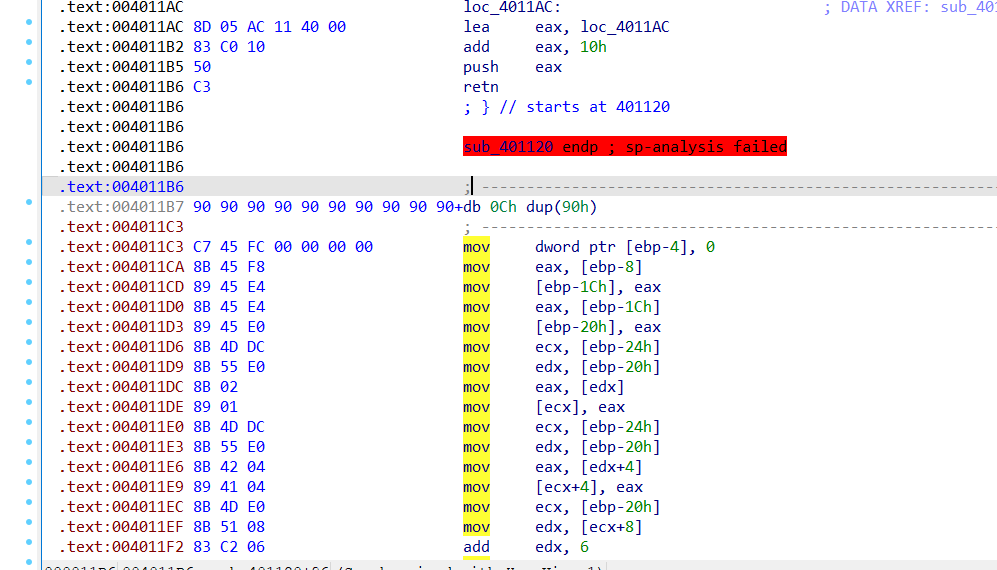 .text:004011AC loc_4011AC: ; DATA XREF: sub_401
.text:004011AC 8D 05 AC 11 40 00 lea eax, loc_4011AC
.text:004011B2 83 C0 10 add eax, 10h
.text:004011B5 50 push eax
.text:004011B6 C3 retn
.text:004011B6 ; } // starts at 401120
.text:004011B6
.text:004011B6 sub_401120 endp ; sp-analysis failed
.text:004011B6
.text:004011B6 ; ---------------------------------------------------------------
.text:004011B7 90 90 90 90 90 90 90 90 90 90 90+db 0Ch dup(90h)
.text:004011C3 ; ---------------------------------------------------------------
.text:004011C3 C7 45 FC 00 00 00 00 mov dword ptr [ebp-4], 0
.text:004011CA 8B 45 F8 mov eax, [ebp-8]
.text:004011CD 89 45 E4 mov [ebp-1Ch], eax
.text:004011D0 8B 45 E4 mov eax, [ebp-1Ch]
.text:004011D3 89 45 E0 mov [ebp-20h], eax
.text:004011D6 8B 4D DC mov ecx, [ebp-24h]
.text:004011D9 8B 55 E0 mov edx, [ebp-20h]
.text:004011DC 8B 02 mov eax, [edx]
.text:004011DE 89 01 mov [ecx], eax
.text:004011E0 8B 4D DC mov ecx, [ebp-24h]
.text:004011E3 8B 55 E0 mov edx, [ebp-20h]
.text:004011E6 8B 42 04 mov eax, [edx+4]
.text:004011E9 89 41 04 mov [ecx+4], eax
.text:004011EC 8B 4D E0 mov ecx, [ebp-20h]
.text:004011EF 8B 51 08 mov edx, [ecx+8]
.text:004011F2 83 C2 06 add edx, 6